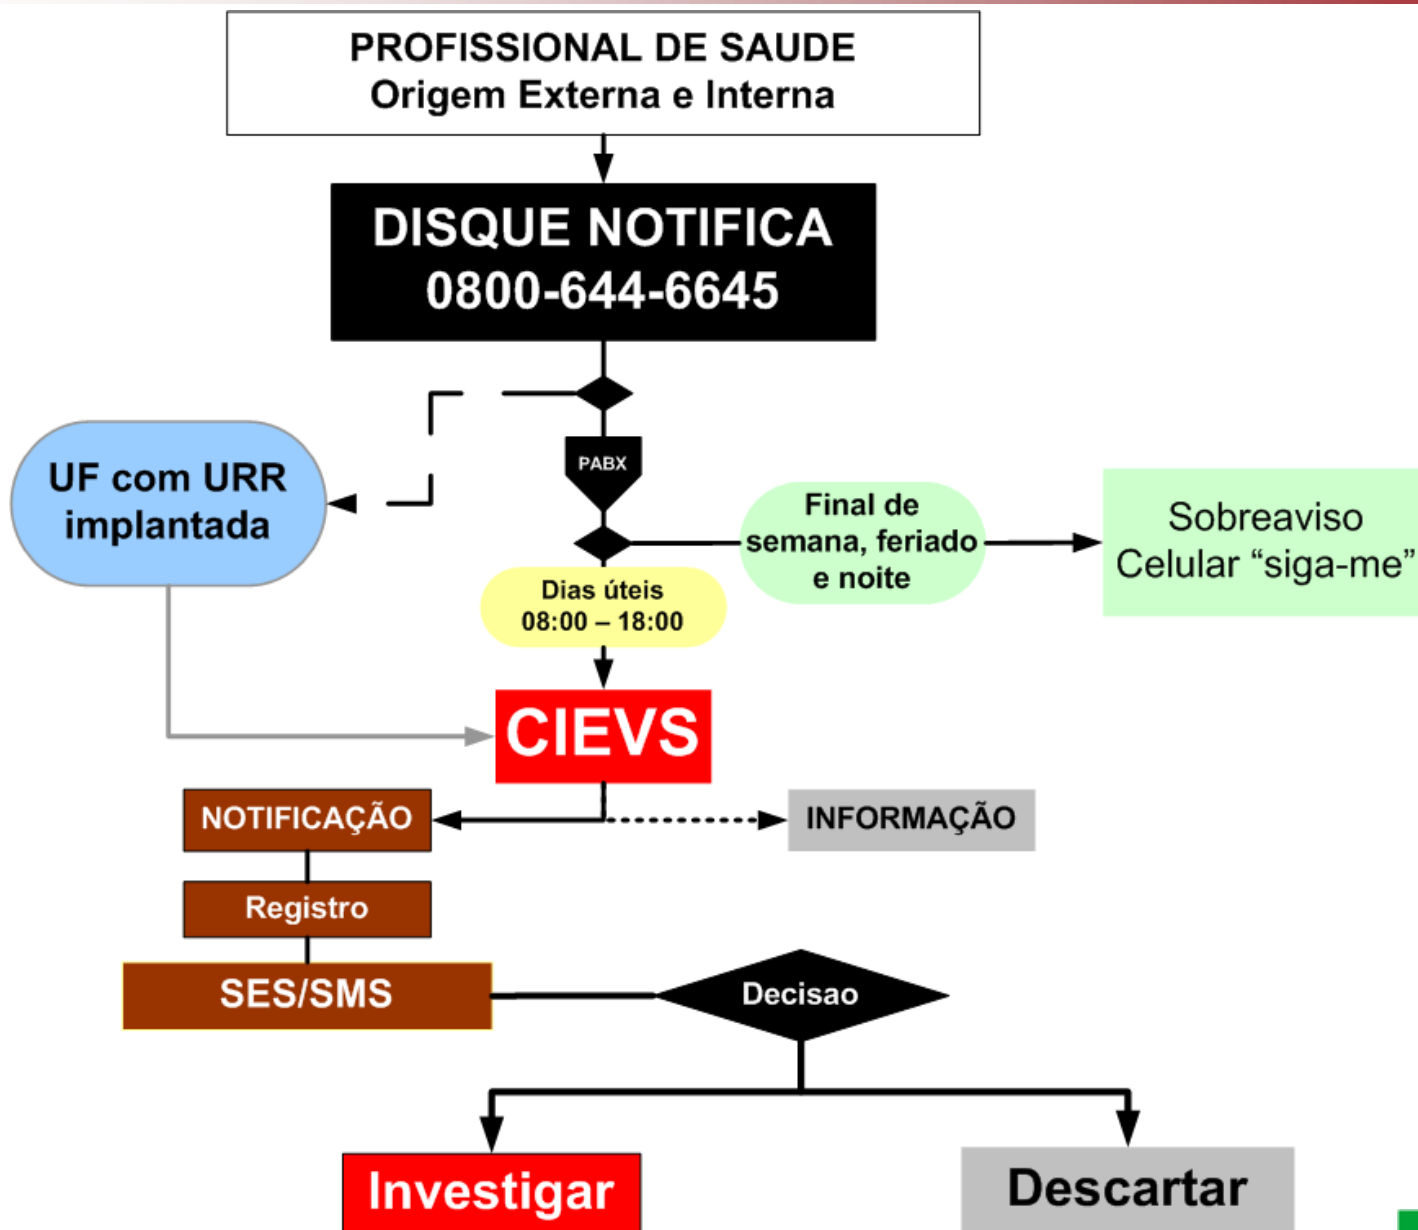 PROFISSIONAL DE SAUDE
Origem Externa e Interna
DISQUE NOTIFICA
0800-644-6645
UF com URR
implantada
PABX
Final de
semana, feriado
e noite
Sobreaviso
Celular “siga-me”
Dias úteis
08:00 – 18:00
CIEVS
NOTIFICAÇÃO
INFORMAÇÃO
Registro
SES/SMS
Decisao
Investigar
Descartar